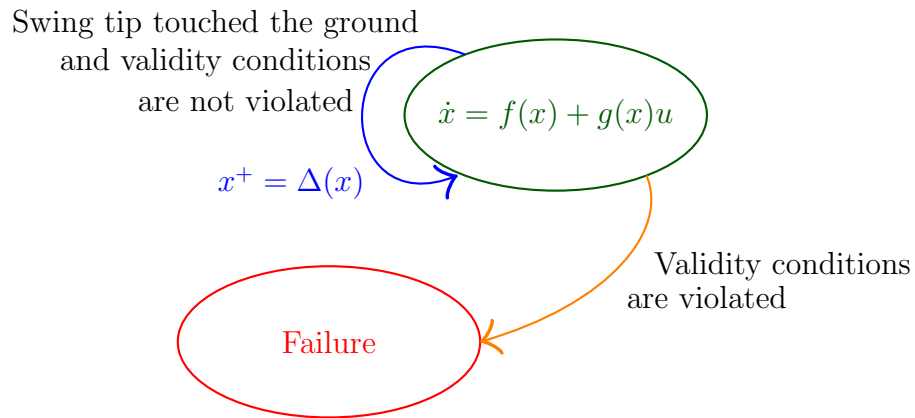 Swing tip touched the ground
and validity conditions
are not violated
ẋ = f(x) + g(x)u
x⁺ = Δ(x)
Validity conditions
are violated
Failure